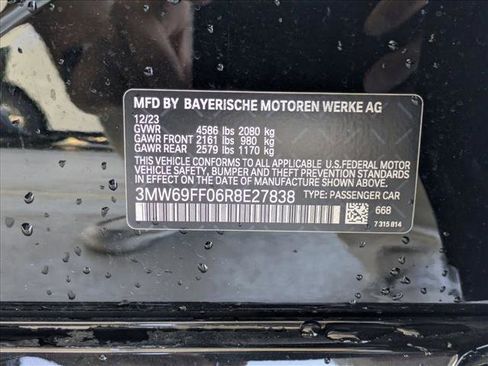 MFD BY BAYERISCHE MOTOREN WERKE AG
12/23
GVWR 4586 lbs 2080 kg
GAWR FRONT 2161 lbs 980 kg
GAWR REAR 2579 lbs 1170 kg
THIS VEHICLE CONFORMS TO ALL APPLICABLE U.S.FEDERAL MOTOR
VEHICLE SAFETY, BUMPER, AND THEFT PREVENTION STANDARDS
IN EFFECT ON THE DATE OF MANUFACTURE SHOWN ABOVE.
3MW69FF06R8E27838 TYPE: PASSENGER CAR
668
7 315 814